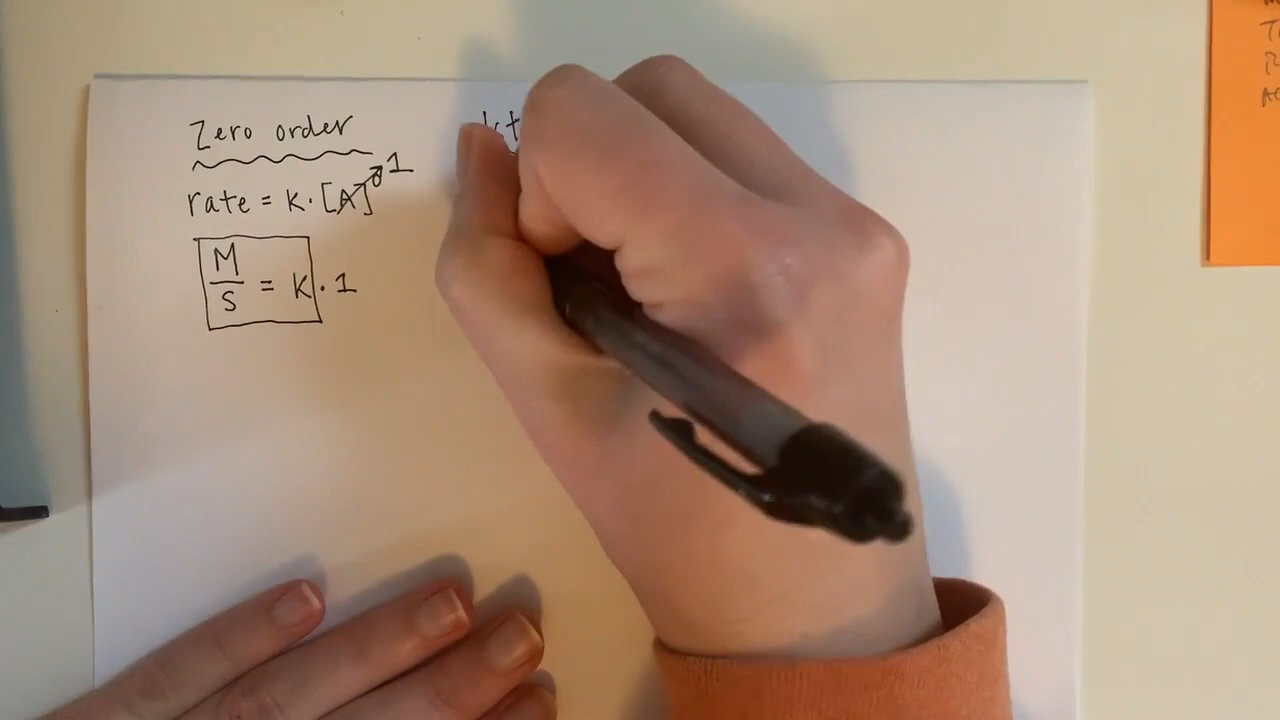 Zero order
rate = k · [A]⁰ 1
M/S = k · 1